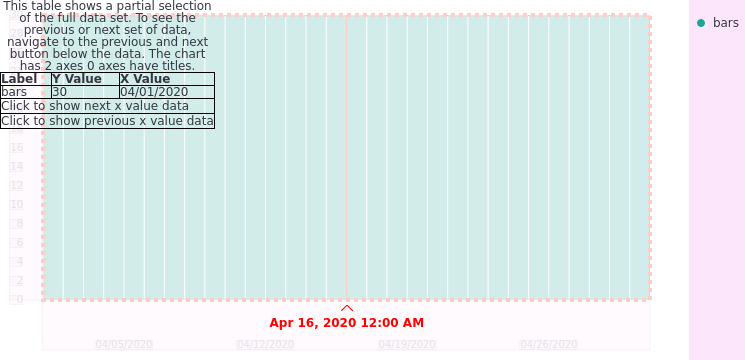 This table shows a partial selection
of the full data set. To see the
previous or next set of data,
navigate to the previous and next
button below the data. The chart
has 2 axes 0 axes have titles.
Label Y Value X Value
bars 30 04/01/2020
Click to show next x value data
Click to show previous x value data
bars
16
14
12
10
8
6
4
2
0
Apr 16, 2020 12:00 AM
04/05/2020 04/12/2020 04/19/2020 04/26/2020